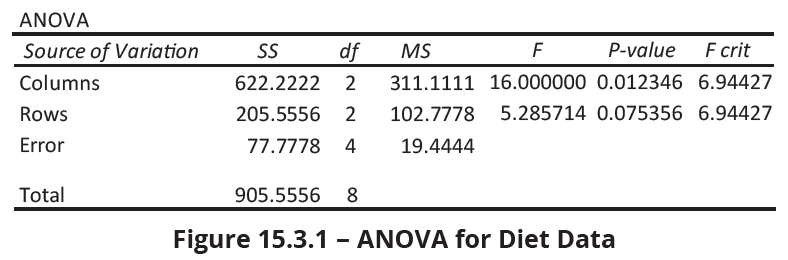 ANOVA
Source of Variation SS df MS F P-value F crit
Columns 622.2222 2 311.1111 16.000000 0.012346 6.94427
Rows 205.5556 2 102.7778 5.285714 0.075356 6.94427
Error 77.7778 4 19.4444
Total 905.5556 8
Figure 15.3.1 – ANOVA for Diet Data